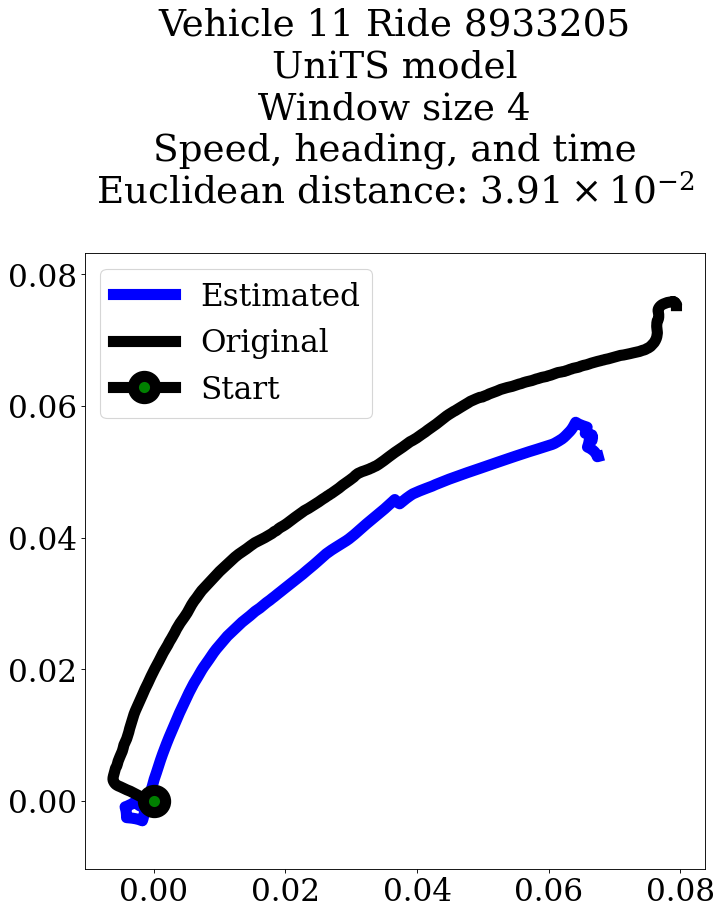 Vehicle 11 Ride 8933205
UniTS model
Window size 4
Speed, heading, and time
Euclidean distance: 3.91 × 10⁻²
0.08
Estimated
Original
Start
0.06
0.04
0.02
0.00
0.00 0.02 0.04 0.06 0.08